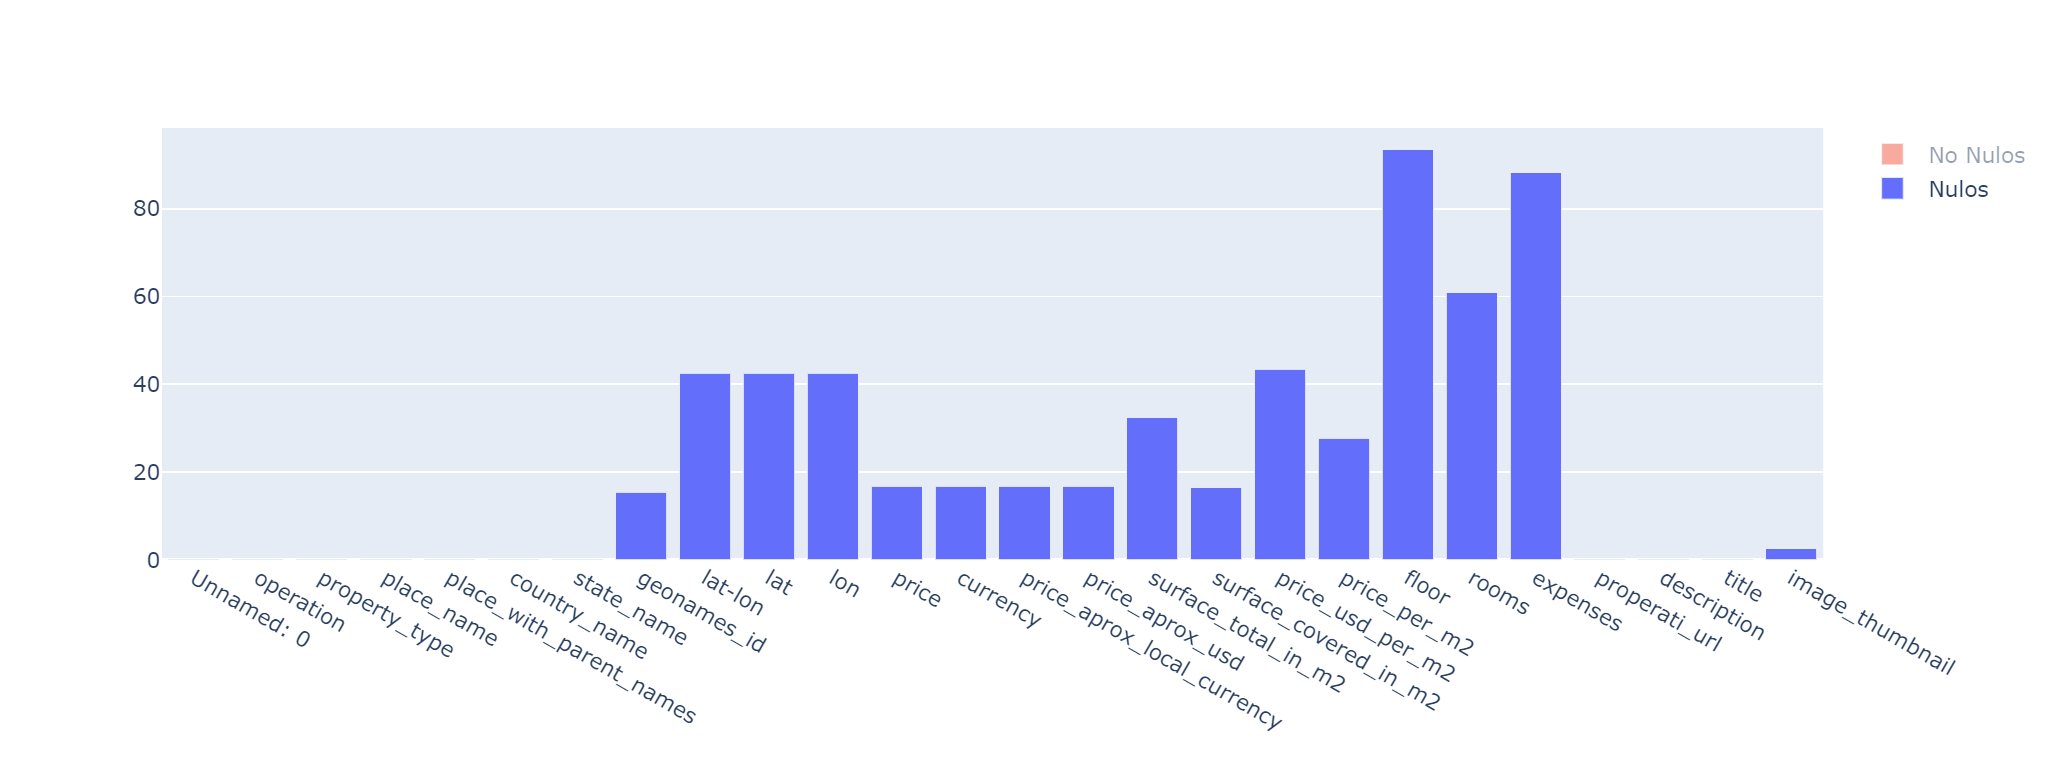 No Nulos
Nulos
80
60
40
20
0
Unnamed: 0
operation
property_type
place_name
place_with_parent_names
country_name
state_name
geonames_id
lat-lon
lat
lon
price
currency
price_aprox_local_currency
price_aprox_usd
surface_total_in_m2
surface_covered_in_m2
price_usd_per_m2
price_per_m2
floor
rooms
expenses
properati_url
description
title
image_thumbnail